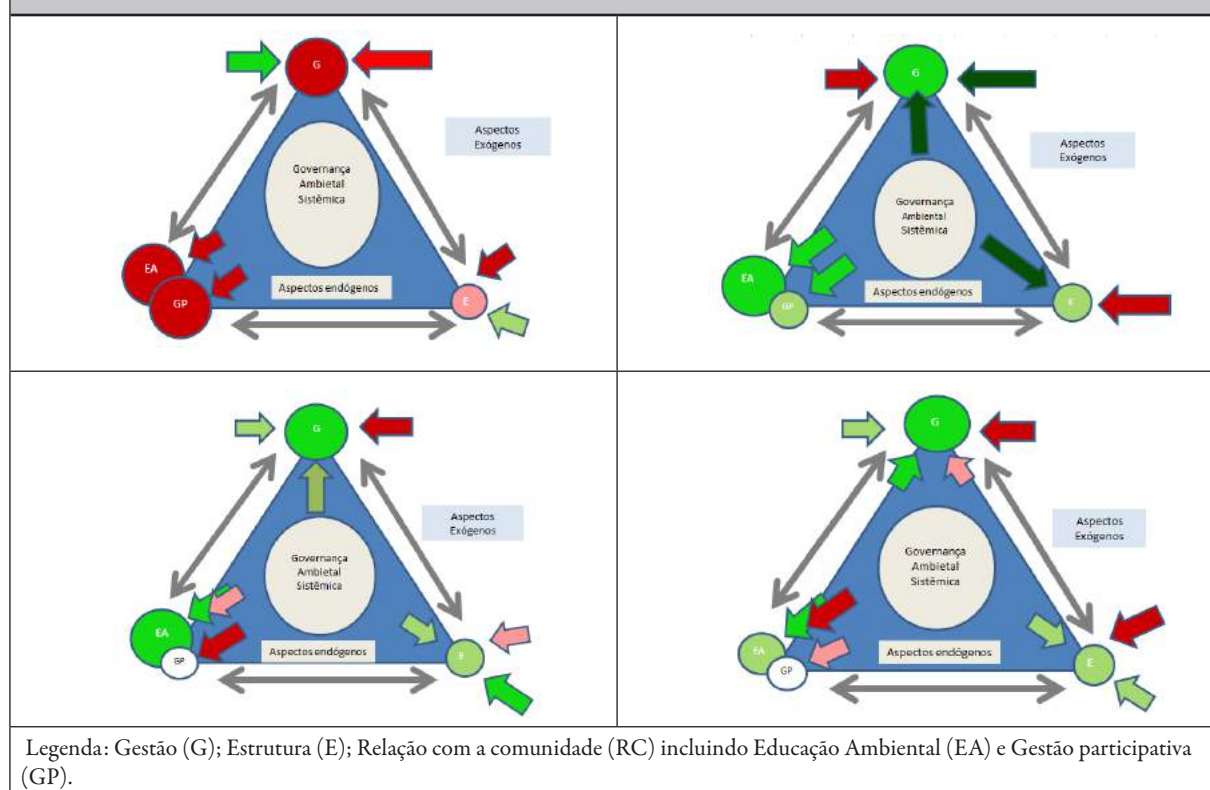 G
Aspectos
Exógenos
Governança
Ambietal
Sistêmica
EA
GP
Aspectos endógenos
E
G
Aspectos
Exógenos
Governança
Ambiental
Sistêmica
EA
GP
Aspectos endógenos
E
G
Aspectos
Exógenos
Governança
Ambietal
Sistêmica
EA
GP
Aspectos endógenos
E
G
Aspectos
Exógenos
Governança
Ambietal
Sistêmica
EA
GP
Aspectos endógenos
E
Legenda: Gestão (G); Estrutura (E); Relação com a comunidade (RC) incluindo Educação Ambiental (EA) e Gestão participativa
(GP).